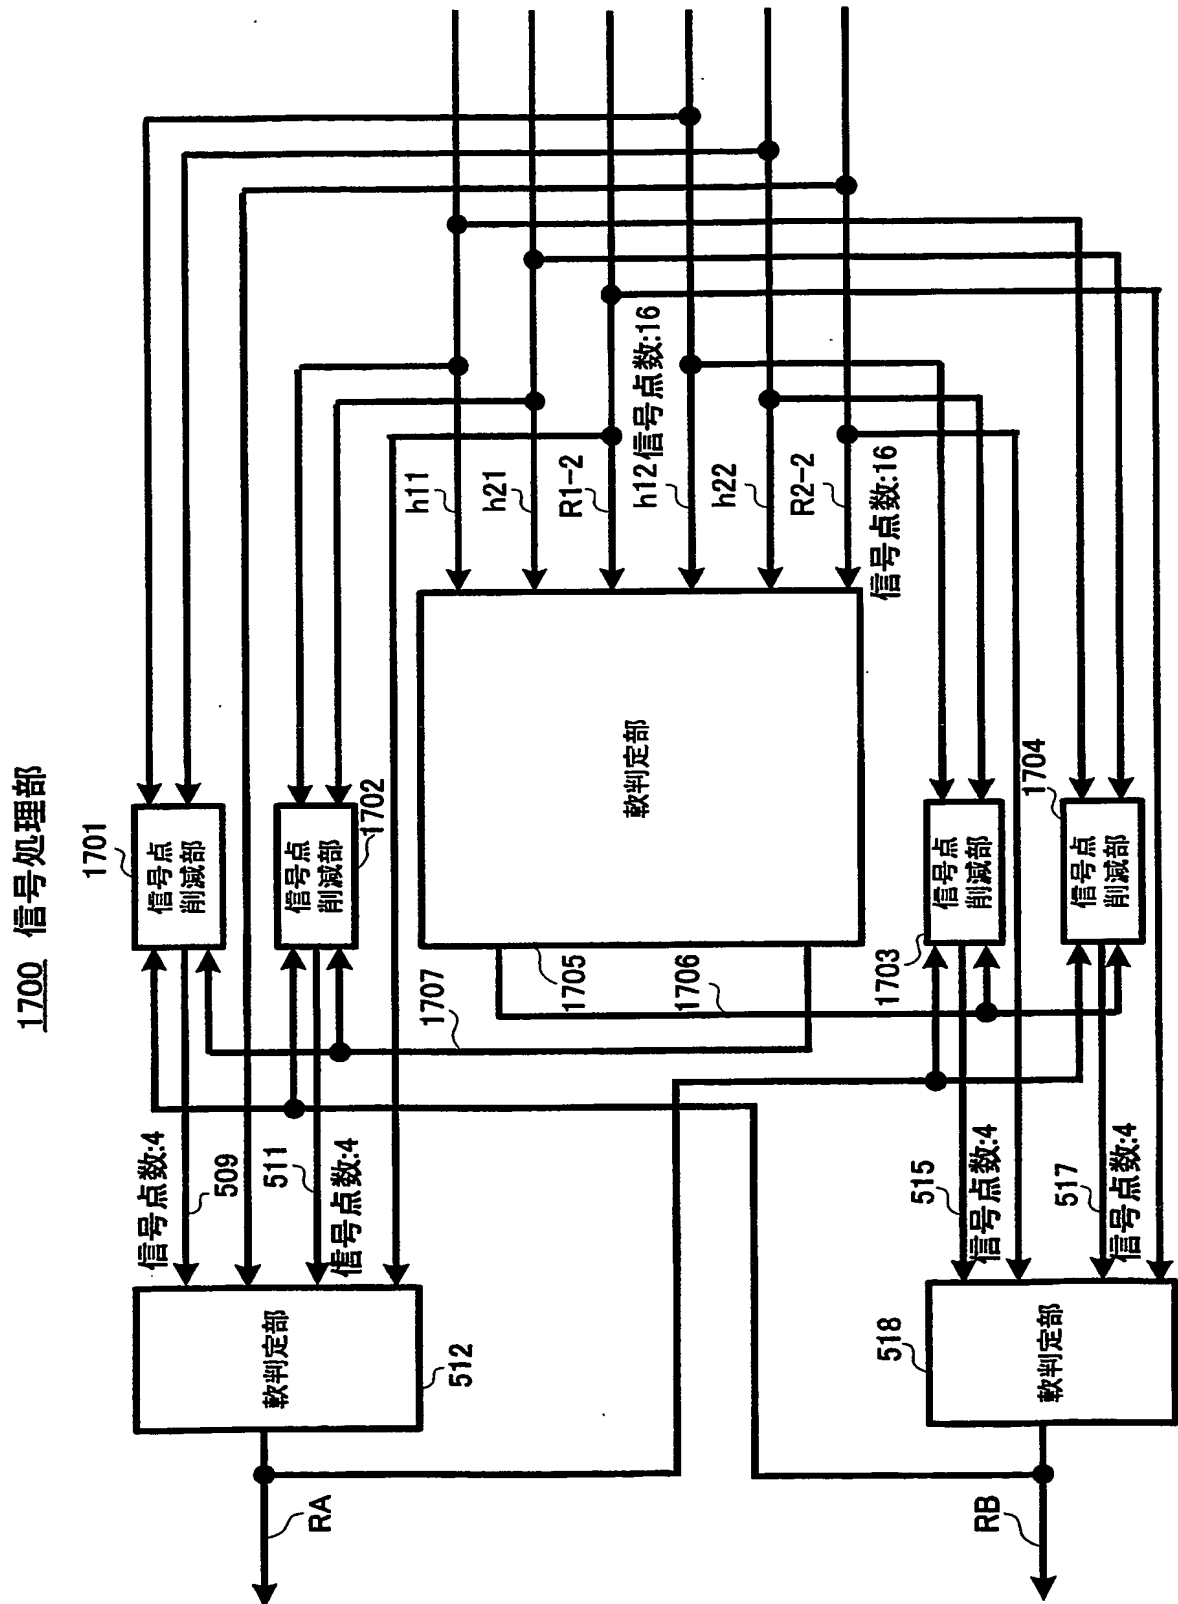 1700 信号処理部
1701
信号点
削減部
信号点
削減部
1702
1707
信号点数:4
509
511
信号点数:4
軟判定部
512
RA
h11
h21
R1-2
h12
信号点数:16
h22
R2-2
信号点数:16
軟判定部
1705
1706
1703
信号点
削減部
1704
信号点
削減部
515
信号点数:4
517
信号点数:4
518
軟判定部
RB